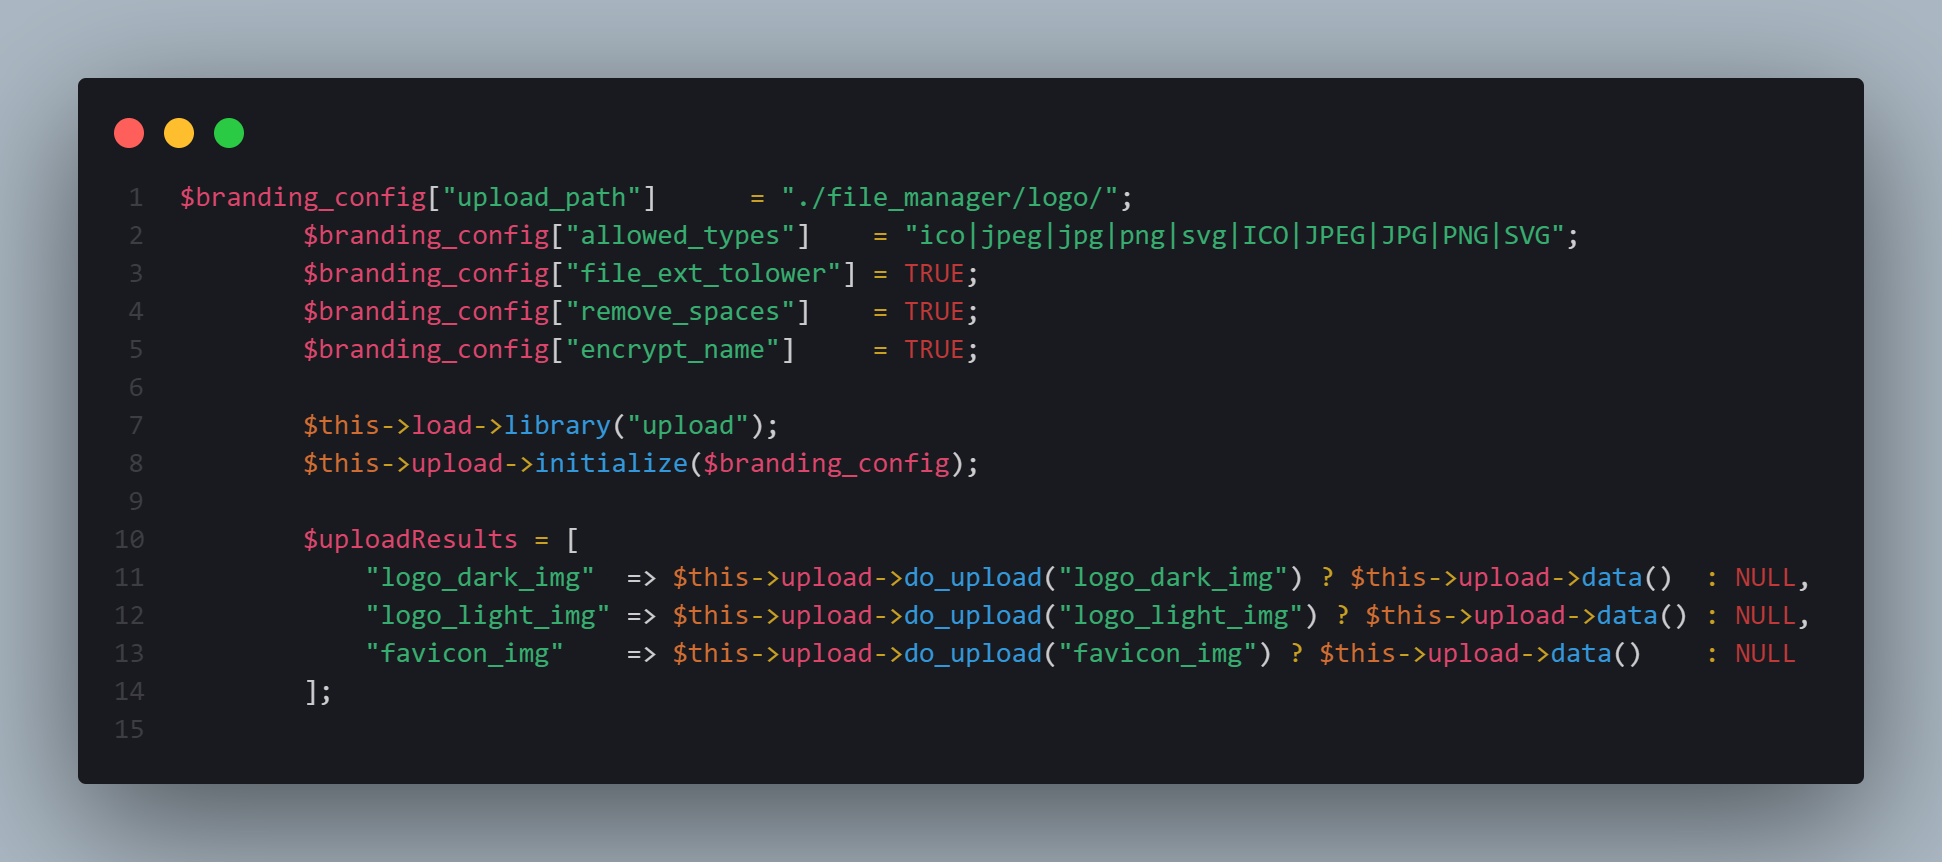 1 $branding_config["upload_path"]      = "./file_manager/logo/";
2         $branding_config["allowed_types"]    = "ico|jpeg|jpg|png|svg|ICO|JPEG|JPG|PNG|SVG";
3         $branding_config["file_ext_tolower"] = TRUE;
4         $branding_config["remove_spaces"]    = TRUE;
5         $branding_config["encrypt_name"]     = TRUE;
6
7         $this->load->library("upload");
8         $this->upload->initialize($branding_config);
9
10         $uploadResults = [
11             "logo_dark_img"  => $this->upload->do_upload("logo_dark_img") ? $this->upload->data()  : NULL,
12             "logo_light_img" => $this->upload->do_upload("logo_light_img") ? $this->upload->data() : NULL,
13             "favicon_img"    => $this->upload->do_upload("favicon_img") ? $this->upload->data()    : NULL
14         ];
15